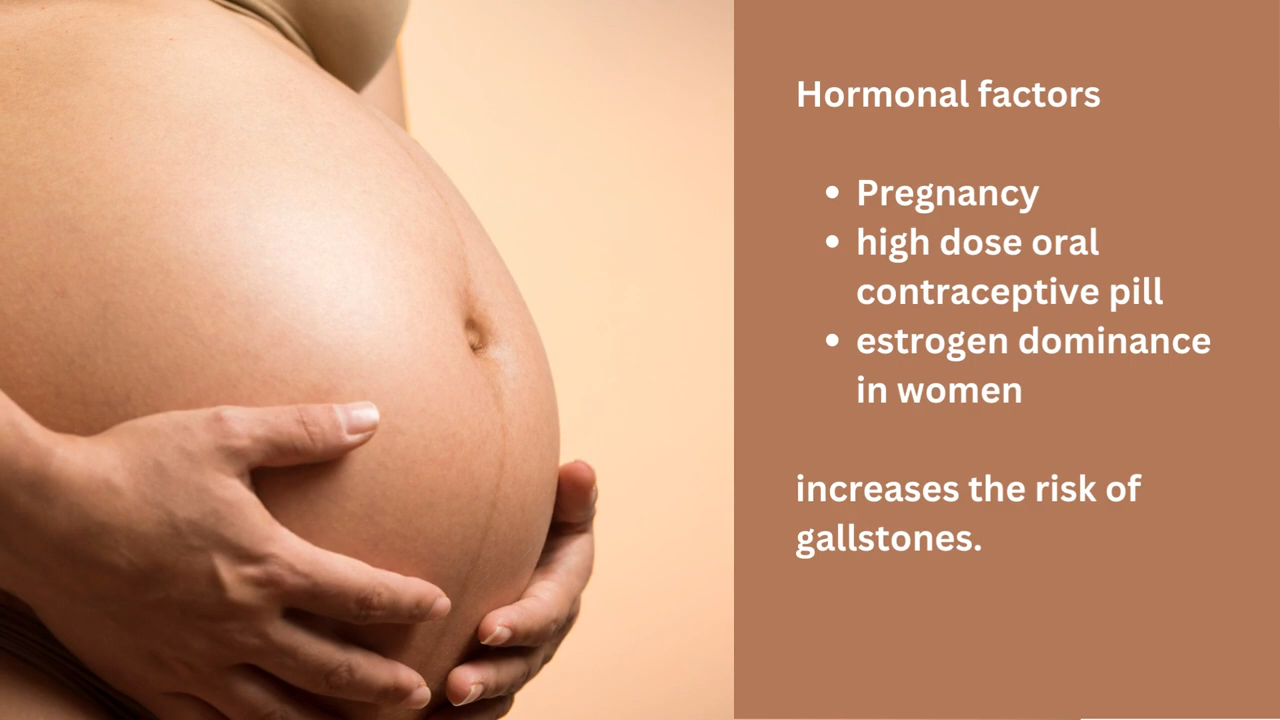 Hormonal factors
• Pregnancy
• high dose oral
contraceptive pill
• estrogen dominance
in women
increases the risk of
gallstones.